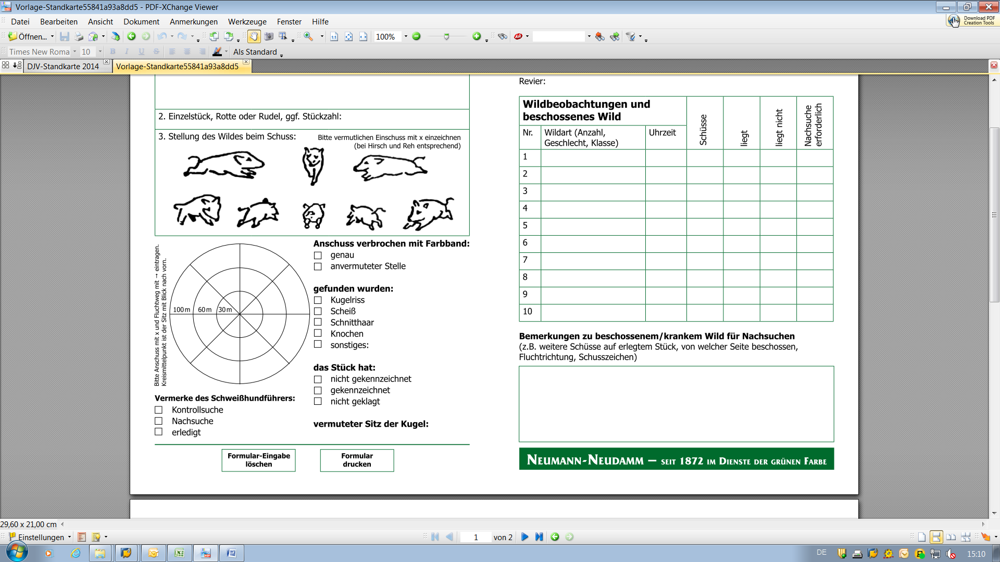 Vorlage-Standkarte55841a93a8dd5 - PDF-XChange Viewer
Datei Bearbeiten Ansicht Dokument Anmerkungen Werkzeuge Fenster Hilfe
Download PDF
Creation Tools
Öffnen...
100%
Times New Roma 10
Als Standard
DJV-Standkarte 2014
Vorlage-Standkarte55841a93a8dd5
2. Einzelstück, Rotte oder Rudel, ggf. Stückzahl:
3. Stellung des Wildes beim Schuss:
Bitte vermutlichen Einschuss mit x einzeichnen
(bei Hirsch und Reh entsprechend)
Bitte Anschuss mit x und Fluchtweg mit → eintragen.
Kreismittelpunkt ist der Sitz mit Blick nach vorn.
100 m 60 m 30 m
Vermerke des Schweißhundführers:
Kontrollsuche
Nachsuche
erledigt
Anschuss verbrochen mit Farbband:
genau
anvermuteter Stelle
gefunden wurden:
Kugelriss
Scheiß
Schnitthaar
Knochen
sonstiges:
das Stück hat:
nicht gekennzeichnet
gekennzeichnet
nicht geklagt
vermuteter Sitz der Kugel:
Formular-Eingabe
löschen
Formular
drucken
Revier:
Wildbeobachtungen und
beschossenes Wild
Schüsse
liegt
liegt nicht
Nachsuche
erforderlich
Nr.
Wildart (Anzahl,
Geschlecht, Klasse)
Uhrzeit
1
2
3
4
5
6
7
8
9
10
Bemerkungen zu beschossenem/krankem Wild für Nachsuchen
(z.B. weitere Schüsse auf erlegtem Stück, von welcher Seite beschossen,
Fluchtrichtung, Schusszeichen)
Neumann-Neudamm – seit 1872 im Dienste der grünen Farbe
29,60 x 21,00 cm
Einstellungen
1 von 2
DE
15:10